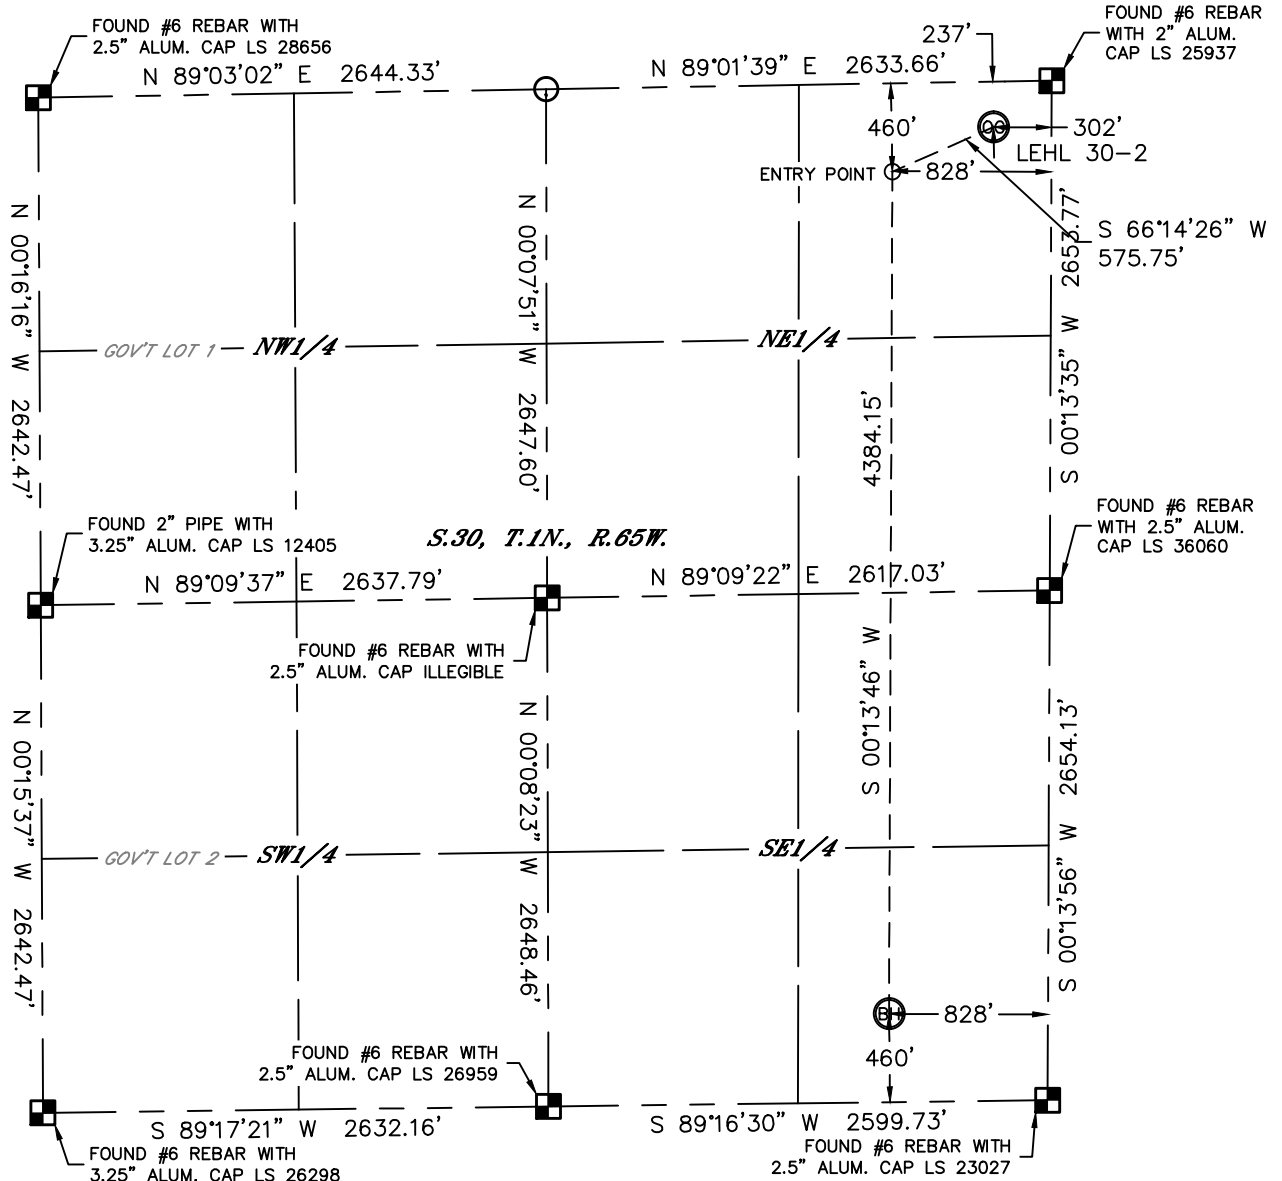 FOUND #6 REBAR WITH
2.5” ALUM. CAP LS 28656
N 89°03’02” E 2644.33’
N 89°01’39” E 2633.66’
237’
FOUND #6 REBAR
WITH 2” ALUM.
CAP LS 25937
460’
OG
302’
LEHL 30-2
ENTRY POINT
828’
S 66°14’26” W
575.75’
N 00°16’16” W 2642.47’
N 00°07’51” W 2647.60’
S 00°13’35” W 2653.77’
GOV’T LOT 1
NW1/4
NE1/4
4384.15’
FOUND 2” PIPE WITH
3.25” ALUM. CAP LS 12405
S.30, T.1N., R.65W.
FOUND #6 REBAR
WITH 2.5” ALUM.
CAP LS 36060
N 89°09’37” E 2637.79’
N 89°09’22” E 2617.03’
FOUND #6 REBAR WITH
2.5” ALUM. CAP ILLEGIBLE
S 00°13’46” W
N 00°15’37” W 2642.47’
N 00°08’23” W 2648.46’
S 00°13’56” W 2654.13’
GOV’T LOT 2
SW1/4
SE1/4
BH
828’
460’
FOUND #6 REBAR WITH
2.5” ALUM. CAP LS 26959
S 89°17’21” W 2632.16’
S 89°16’30” W 2599.73’
FOUND #6 REBAR WITH
3.25” ALUM. CAP LS 26298
FOUND #6 REBAR WITH
2.5” ALUM. CAP LS 23027